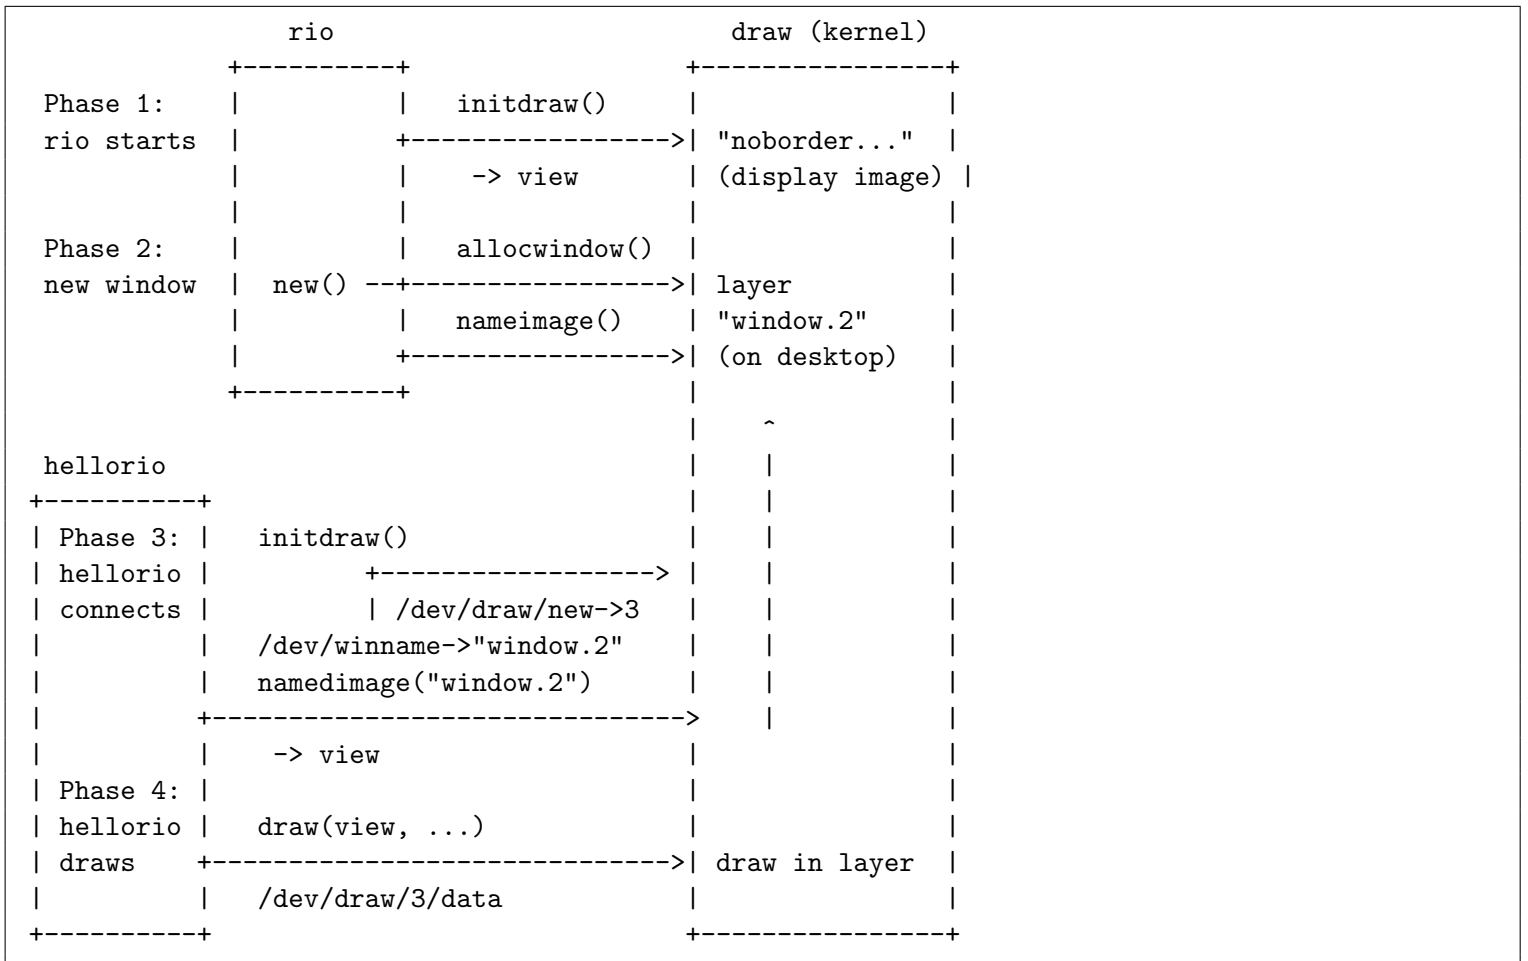 rio                           draw (kernel)
             +----------+                  +----------------+
 Phase 1:    |          |   initdraw()     |                |
 rio starts  |          +----------------->| "noborder..."  |
             |          |    -> view       | (display image) |
             |          |                  |                |
 Phase 2:    |          |   allocwindow()  |                |
 new window  |  new() --+----------------->| layer          |
             |          |   nameimage()    | "window.2"     |
             |          +----------------->| (on desktop)   |
             +----------+                  |                |
                                           |    ^           |
 hellorio                                  |    |           |
+----------+                               |    |           |
| Phase 3: |   initdraw()                  |    |           |
| hellorio |          +------------------> |    |           |
| connects |          | /dev/draw/new->3   |    |           |
|          |   /dev/winname->"window.2"    |    |           |
|          |   namedimage("window.2")      |    |           |
|          +------------------------------->    |           |
|          |    -> view                    |                |
| Phase 4: |                               |                |
| hellorio |   draw(view, ...)             |                |
| draws    +------------------------------>| draw in layer  |
|          |   /dev/draw/3/data            |                |
+----------+                               +----------------+